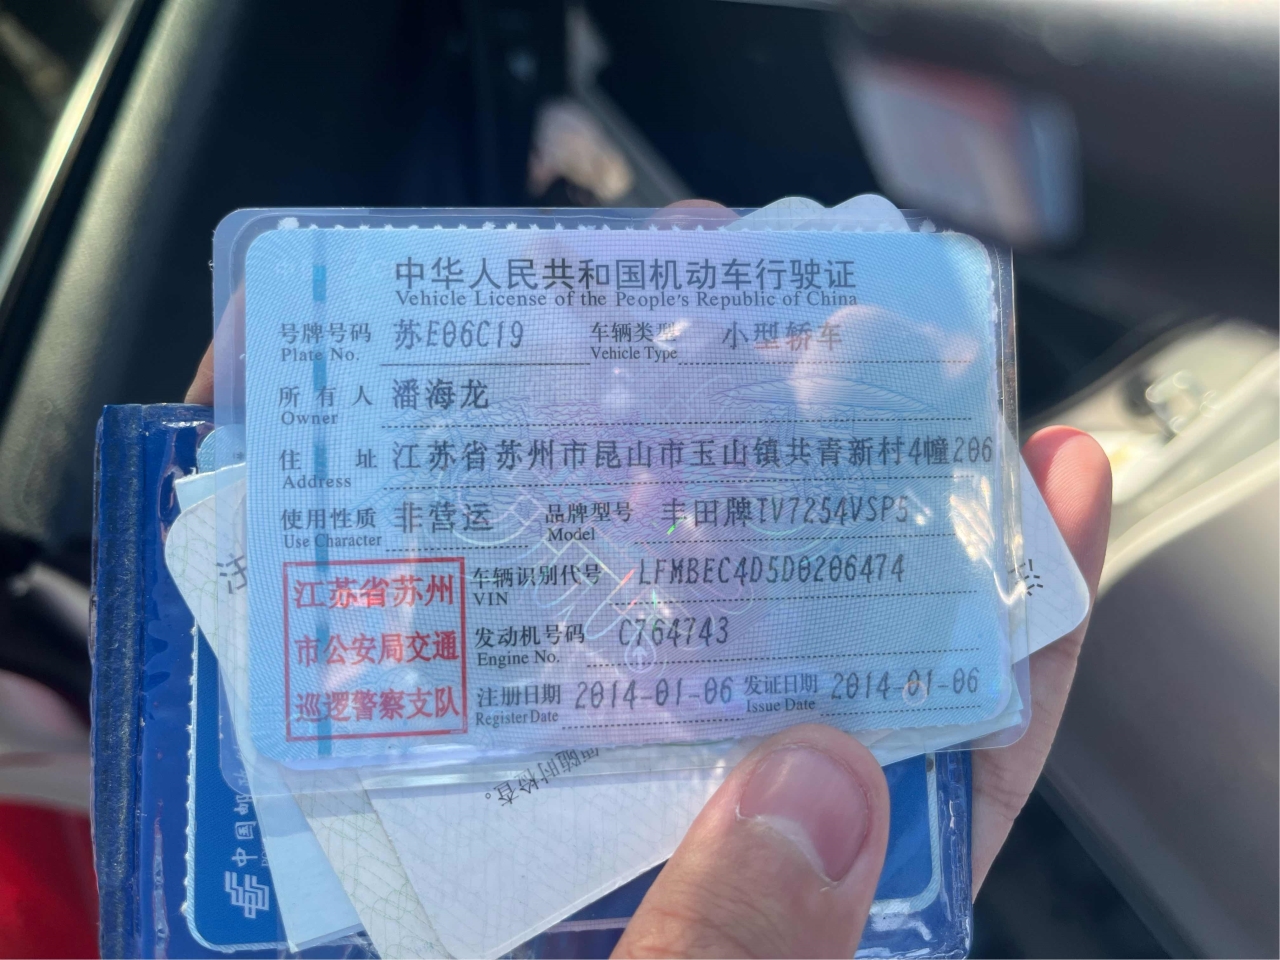 中华人民共和国机动车行驶证
Vehicle License of the People's Republic of China
号牌号码 苏E06C19 车辆类型 小型轿车
Plate No. Vehicle Type
所有人 潘海龙
Owner
住址 江苏省苏州市昆山市玉山镇共青新村4幢206
Address
使用性质 非营运 品牌型号 丰田牌TV7254VSP5
Use Character Model
江苏省苏州
市公安局交通
巡逻警察支队
车辆识别代号 LFMBEC4D5D0206474
VIN
发动机号码 C764743
Engine No.
注册日期 2014-01-06 发证日期 2014-01-06
Register Date Issue Date
随时检查。
中国邮